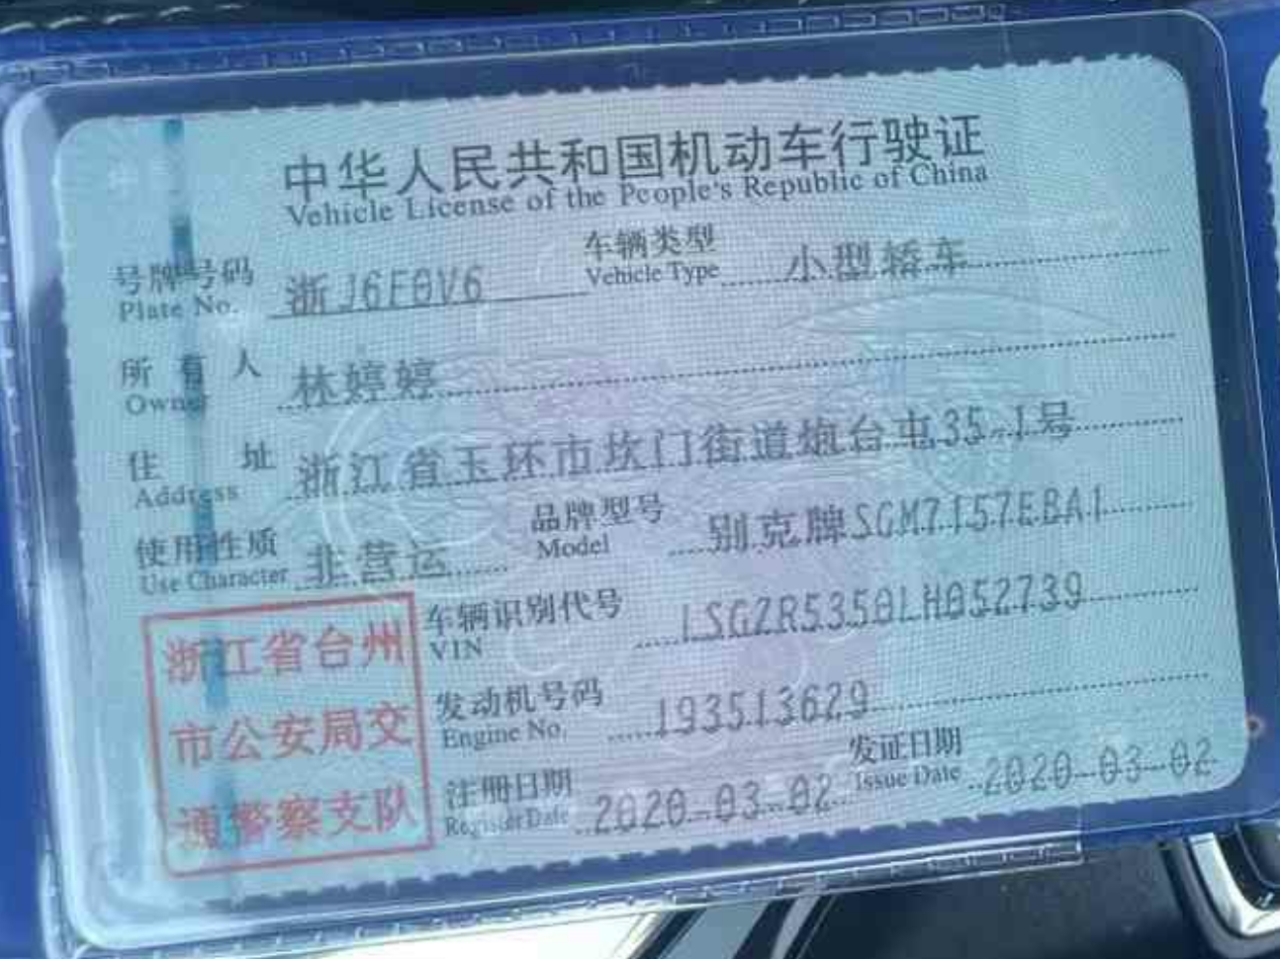 中华人民共和国机动车行驶证
Vehicle License of the People's Republic of China
号牌号码 浙J6F0V6 车辆类型 小型轿车
Plate No. Vehicle Type
所有人 林婷婷
Owner
住址 浙江省玉环市坎门街道炮台屯35-1号
Address
使用性质 非营运 品牌型号 别克牌SGM7157EBA1
Use Character Model
车辆识别代号 LSGZR5350LH052739
VIN
发动机号码 193513629
Engine No.
注册日期 2020-03-02 发证日期 2020-03-02
Register Date Issue Date
浙江省台州
市公安局交
通警察支队